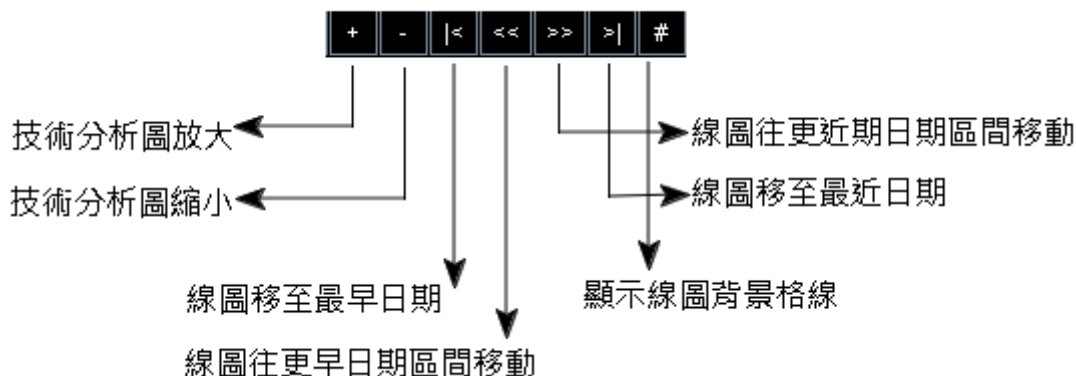 + - |< << >> >| #
技術分析圖放大
線圖往更近期日期區間移動
技術分析圖縮小
線圖移至最近日期
線圖移至最早日期
顯示線圖背景格線
線圖往更早日期區間移動